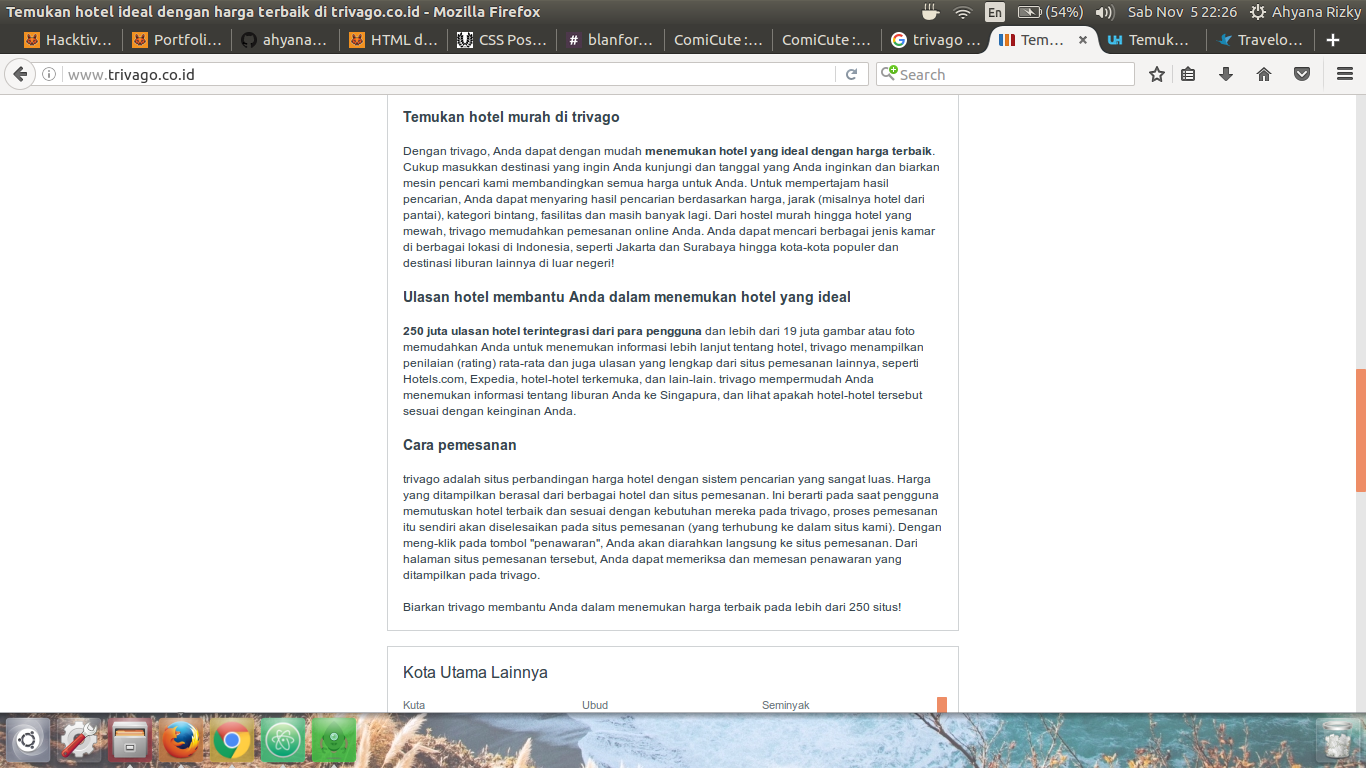 Temukan hotel ideal dengan harga terbaik di trivago.co.id - Mozilla Firefox
En (54%) Sab Nov 5 22:26 Ahyana Rizky
Hacktiv... Portfoli... ahyana... HTML d... CSS Pos... blanfor... ComiCute :... ComiCute :... trivago ... Tem... Temuk... Travelo...
www.trivago.co.id Search
Temukan hotel murah di trivago
Dengan trivago, Anda dapat dengan mudah menemukan hotel yang ideal dengan harga terbaik.
Cukup masukkan destinasi yang ingin Anda kunjungi dan tanggal yang Anda inginkan dan biarkan
mesin pencari kami membandingkan semua harga untuk Anda. Untuk mempertajam hasil
pencarian, Anda dapat menyaring hasil pencarian berdasarkan harga, jarak (misalnya hotel dari
pantai), kategori bintang, fasilitas dan masih banyak lagi. Dari hostel murah hingga hotel yang
mewah, trivago memudahkan pemesanan online Anda. Anda dapat mencari berbagai jenis kamar
di berbagai lokasi di Indonesia, seperti Jakarta dan Surabaya hingga kota-kota populer dan
destinasi liburan lainnya di luar negeri!
Ulasan hotel membantu Anda dalam menemukan hotel yang ideal
250 juta ulasan hotel terintegrasi dari para pengguna dan lebih dari 19 juta gambar atau foto
memudahkan Anda untuk menemukan informasi lebih lanjut tentang hotel, trivago menampilkan
penilaian (rating) rata-rata dan juga ulasan yang lengkap dari situs pemesanan lainnya, seperti
Hotels.com, Expedia, hotel-hotel terkemuka, dan lain-lain. trivago mempermudah Anda
menemukan informasi tentang liburan Anda ke Singapura, dan lihat apakah hotel-hotel tersebut
sesuai dengan keinginan Anda.
Cara pemesanan
trivago adalah situs perbandingan harga hotel dengan sistem pencarian yang sangat luas. Harga
yang ditampilkan berasal dari berbagai hotel dan situs pemesanan. Ini berarti pada saat pengguna
memutuskan hotel terbaik dan sesuai dengan kebutuhan mereka pada trivago, proses pemesanan
itu sendiri akan diselesaikan pada situs pemesanan (yang terhubung ke dalam situs kami). Dengan
meng-klik pada tombol "penawaran", Anda akan diarahkan langsung ke situs pemesanan. Dari
halaman situs pemesanan tersebut, Anda dapat memeriksa dan memesan penawaran yang
ditampilkan pada trivago.
Biarkan trivago membantu Anda dalam menemukan harga terbaik pada lebih dari 250 situs!
Kota Utama Lainnya
Kuta Ubud Seminyak